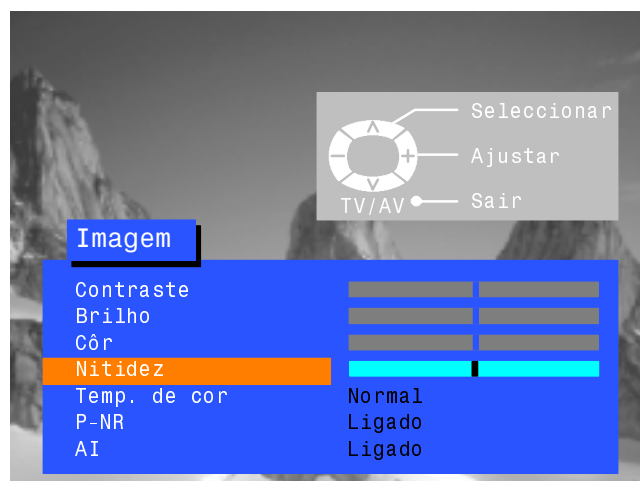 Seleccionar
Ajustar
TV/AV Sair
Imagem
Contraste
Brilho
Côr
Nitidez
Temp. de cor Normal
P-NR Ligado
AI Ligado